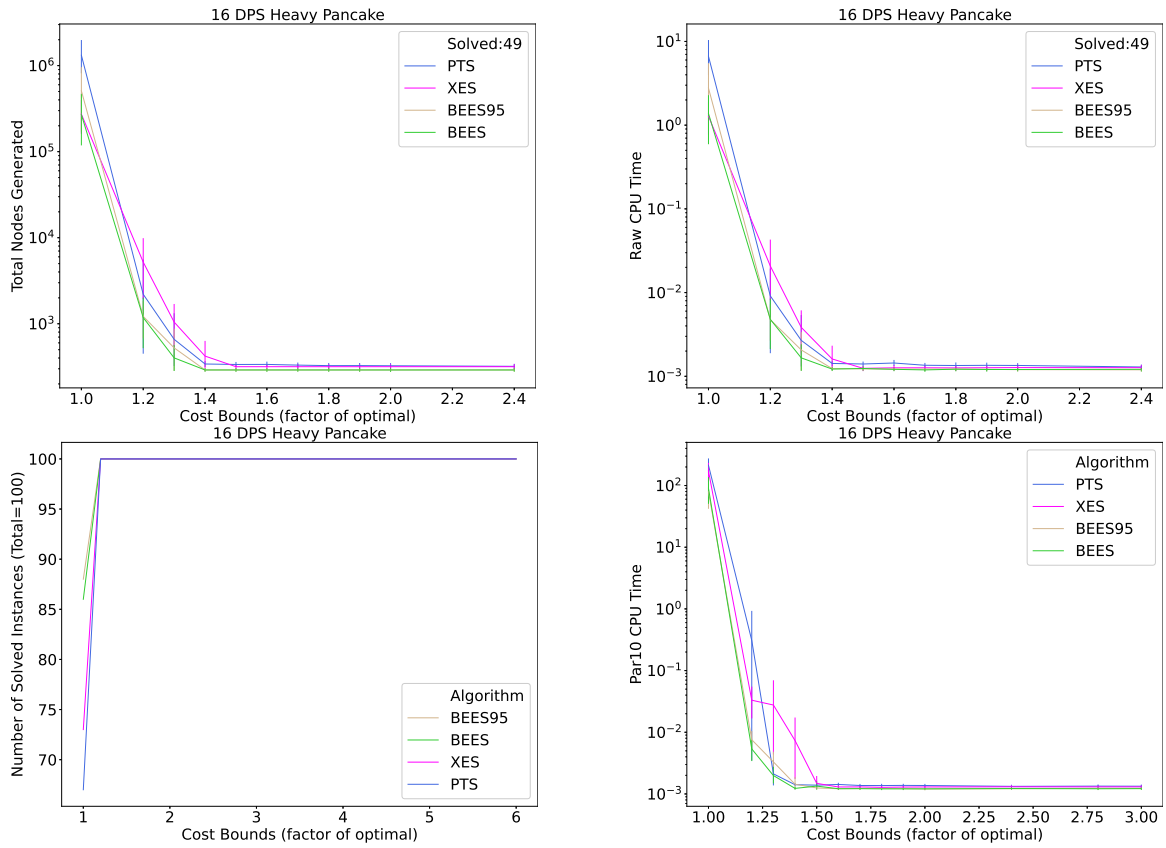 16 DPS Heavy Pancake
Total Nodes Generated
10^6
10^5
10^4
10^3
Solved:49
PTS
XES
BEES95
BEES
1.0 1.2 1.4 1.6 1.8 2.0 2.2 2.4
Cost Bounds (factor of optimal)
16 DPS Heavy Pancake
Raw CPU Time
10^1
10^0
10^-1
10^-2
10^-3
Solved:49
PTS
XES
BEES95
BEES
1.0 1.2 1.4 1.6 1.8 2.0 2.2 2.4
Cost Bounds (factor of optimal)
16 DPS Heavy Pancake
Number of Solved Instances (Total=100)
100
95
90
85
80
75
70
Algorithm
BEES95
BEES
XES
PTS
1 2 3 4 5 6
Cost Bounds (factor of optimal)
16 DPS Heavy Pancake
Par10 CPU Time
10^2
10^1
10^0
10^-1
10^-2
10^-3
Algorithm
PTS
XES
BEES95
BEES
1.00 1.25 1.50 1.75 2.00 2.25 2.50 2.75 3.00
Cost Bounds (factor of optimal)